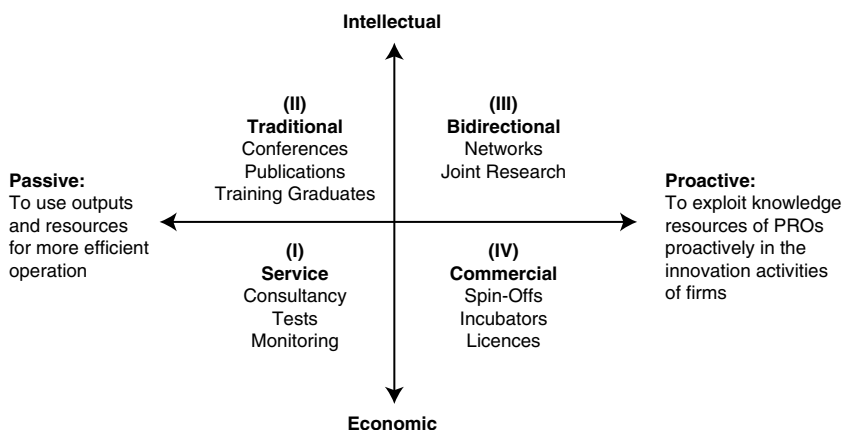 Intellectual
(II)
Traditional
Conferences
Publications
Training Graduates
(III)
Bidirectional
Networks
Joint Research
Passive:
To use outputs
and resources
for more efficient
operation
Proactive:
To exploit knowledge
resources of PROs
proactively in the
innovation activities
of firms
(I)
Service
Consultancy
Tests
Monitoring
(IV)
Commercial
Spin-Offs
Incubators
Licences
Economic